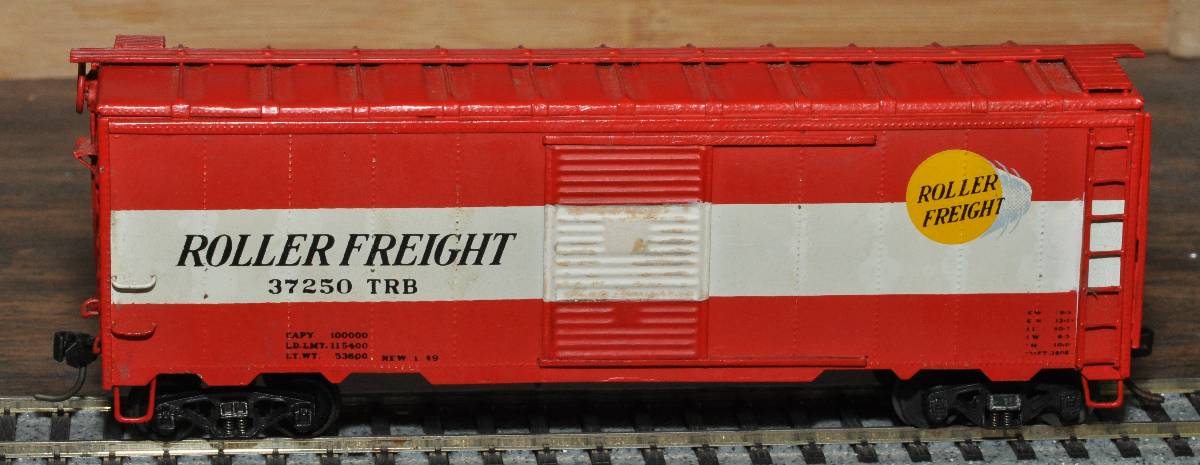 ROLLER FREIGHT
37250 TRB
ROLLER
FREIGHT
CAPY 100000
LD.LMT. 115400
LT. WT. 53600 NEW 1 49